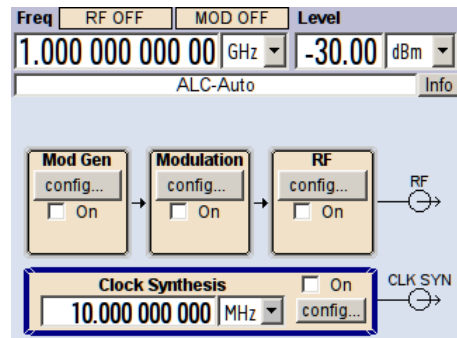 Freq RF OFF MOD OFF Level
1.000 000 000 00 GHz -30.00 dBm
ALC-Auto Info
Mod Gen Modulation RF
config... config... config... RF
On On On
Clock Synthesis On CLK SYN
10.000 000 000 MHz config...